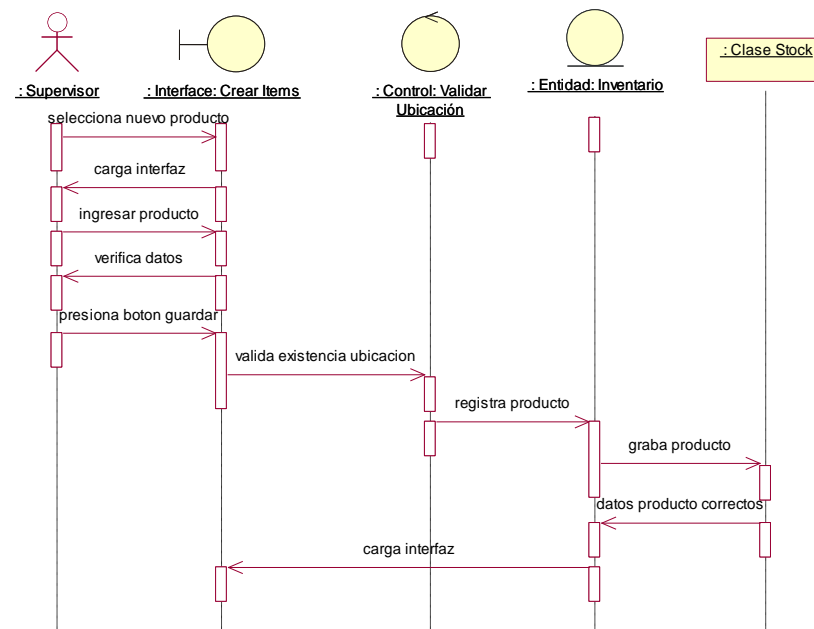 : Supervisor
: Interface: Crear Items
: Control: Validar
Ubicación
: Entidad: Inventario
: Clase Stock
selecciona nuevo producto
carga interfaz
ingresar producto
verifica datos
presiona boton guardar
valida existencia ubicacion
registra producto
graba producto
datos producto correctos
carga interfaz